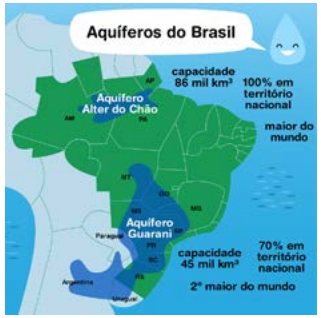 Aquíferos do Brasil
capacidade
86 mil km³
100% em
território
nacional
maior do
mundo
AP
Aquífero
Alter do Chão
AM
PA
MT
GO
MS
MG
Aquífero
Guarani
SP
Paraguai
PR
SC
RS
Argentina
Uruguai
capacidade
45 mil km³
70% em
território
nacional
2º maior do mundo